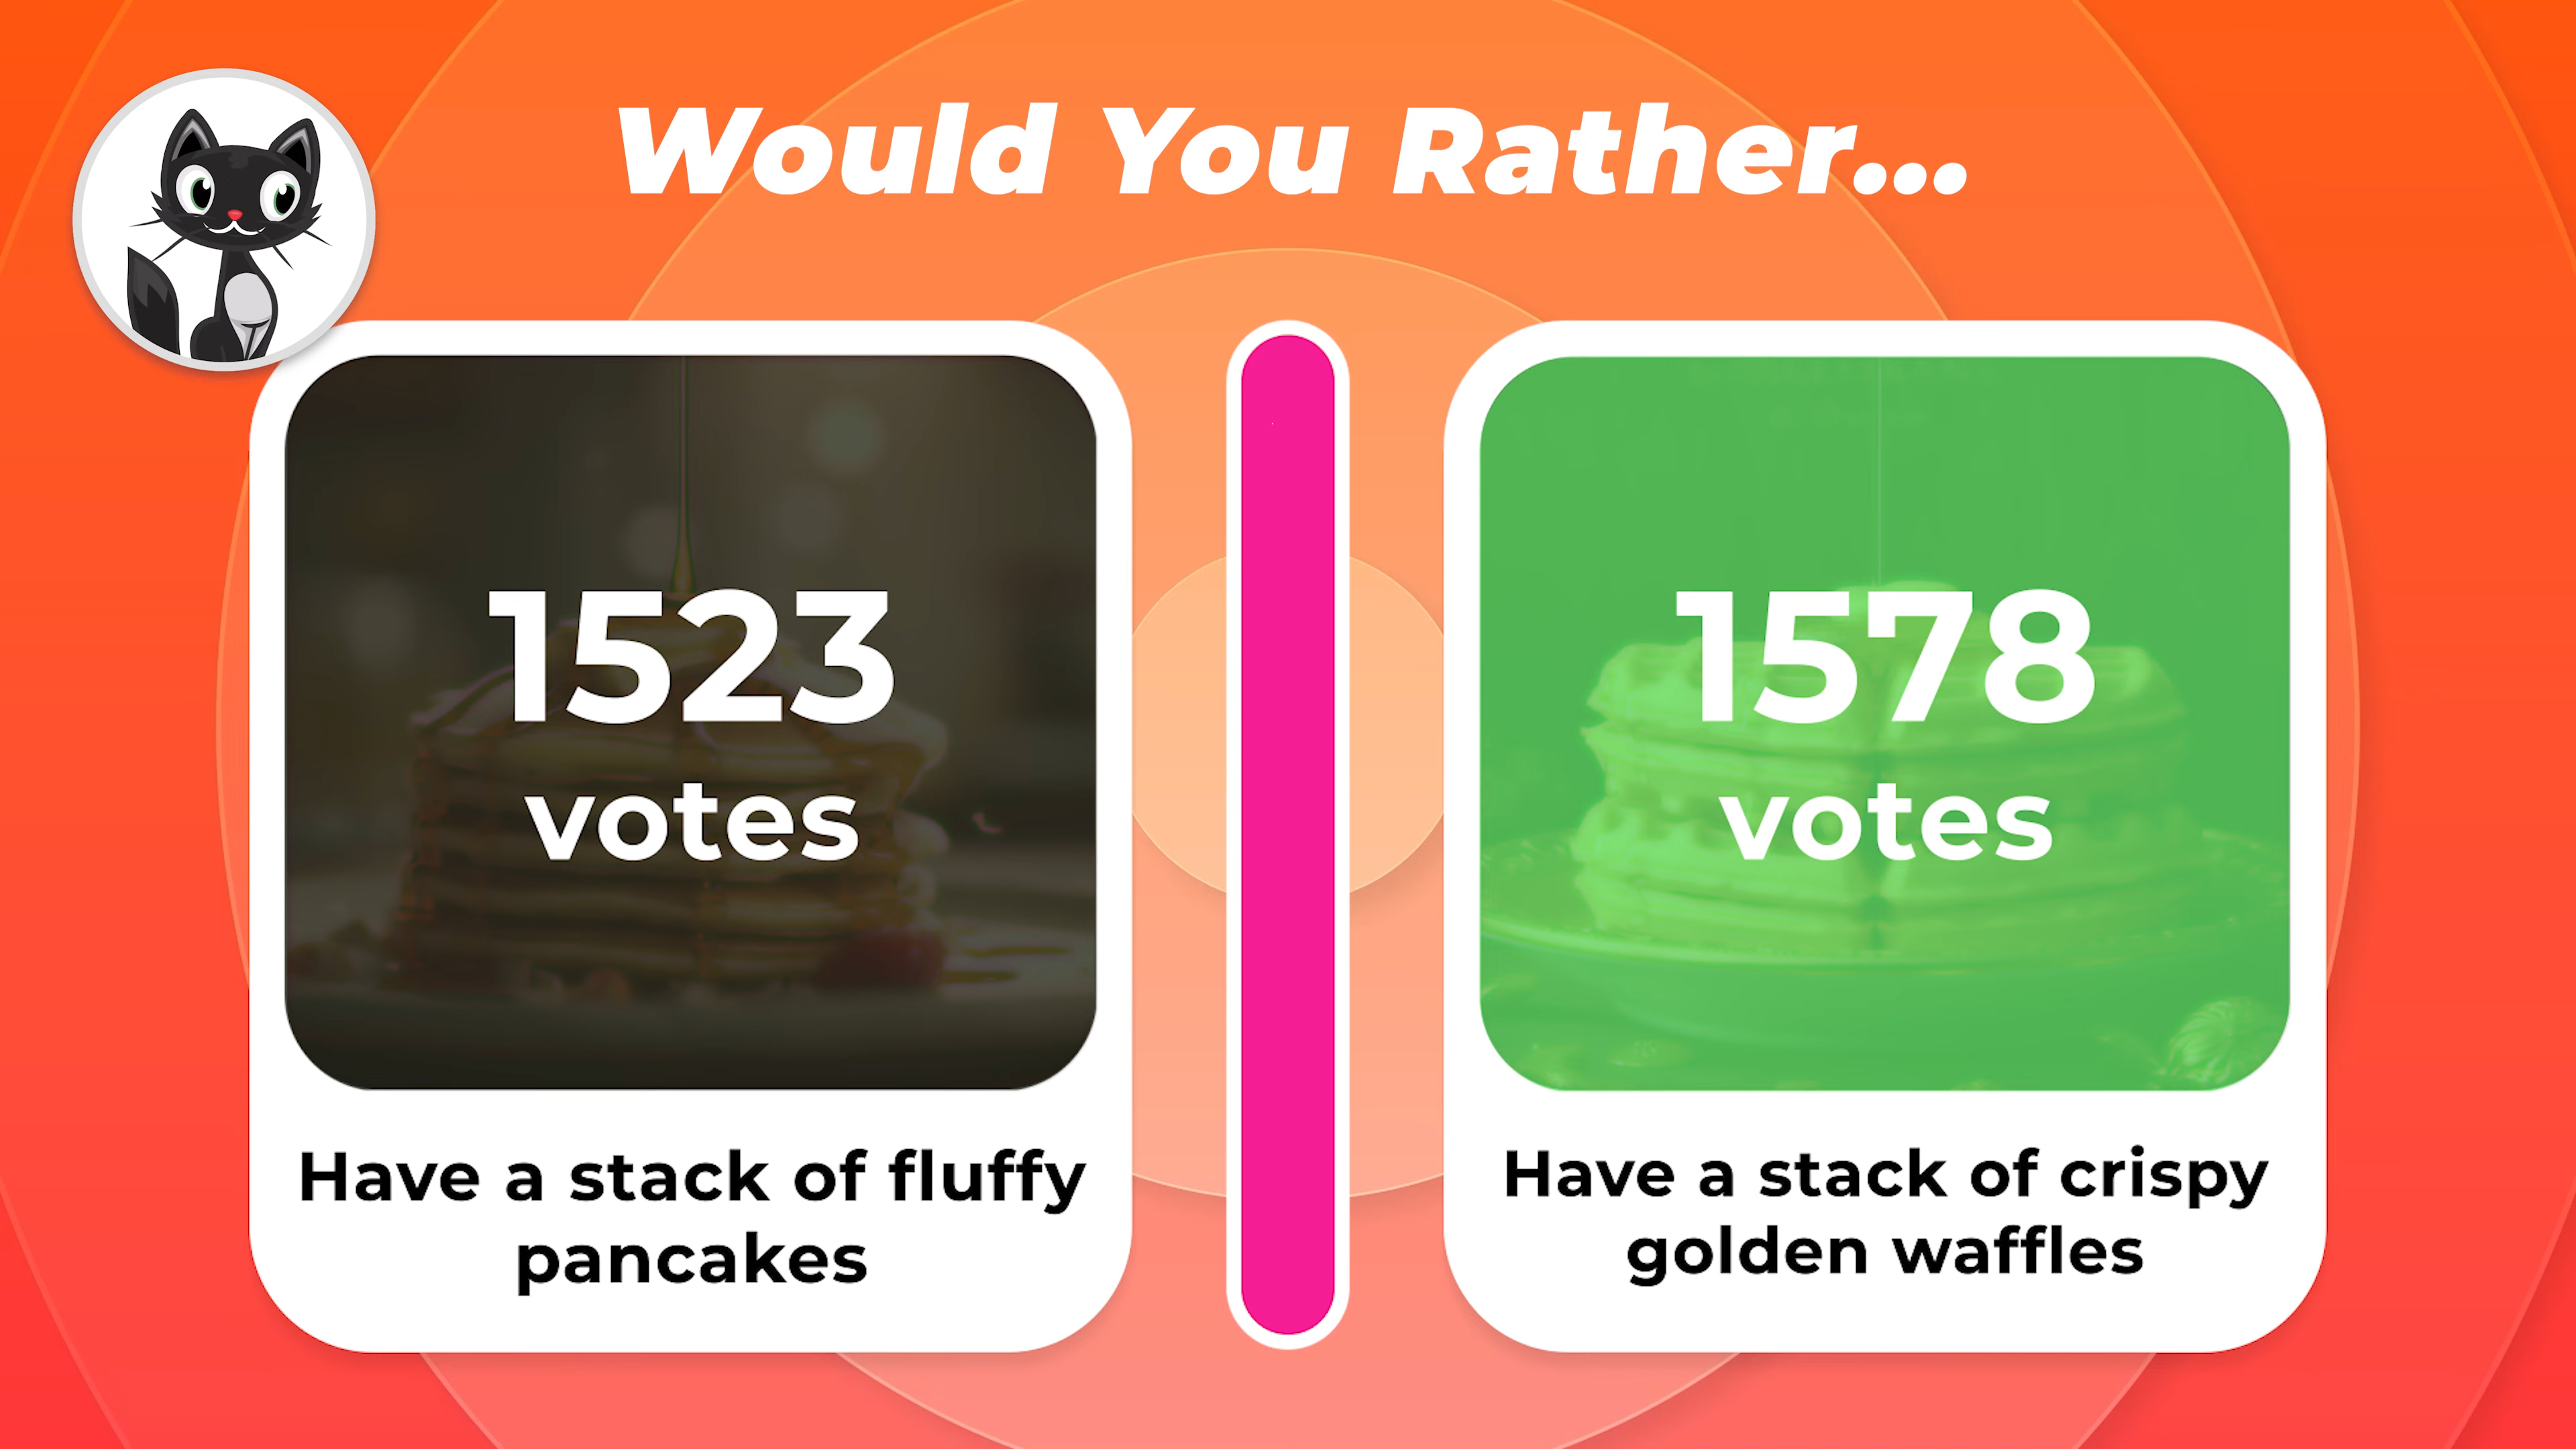 Would You Rather...
1523
votes
Have a stack of fluffy
pancakes
1578
votes
Have a stack of crispy
golden waffles